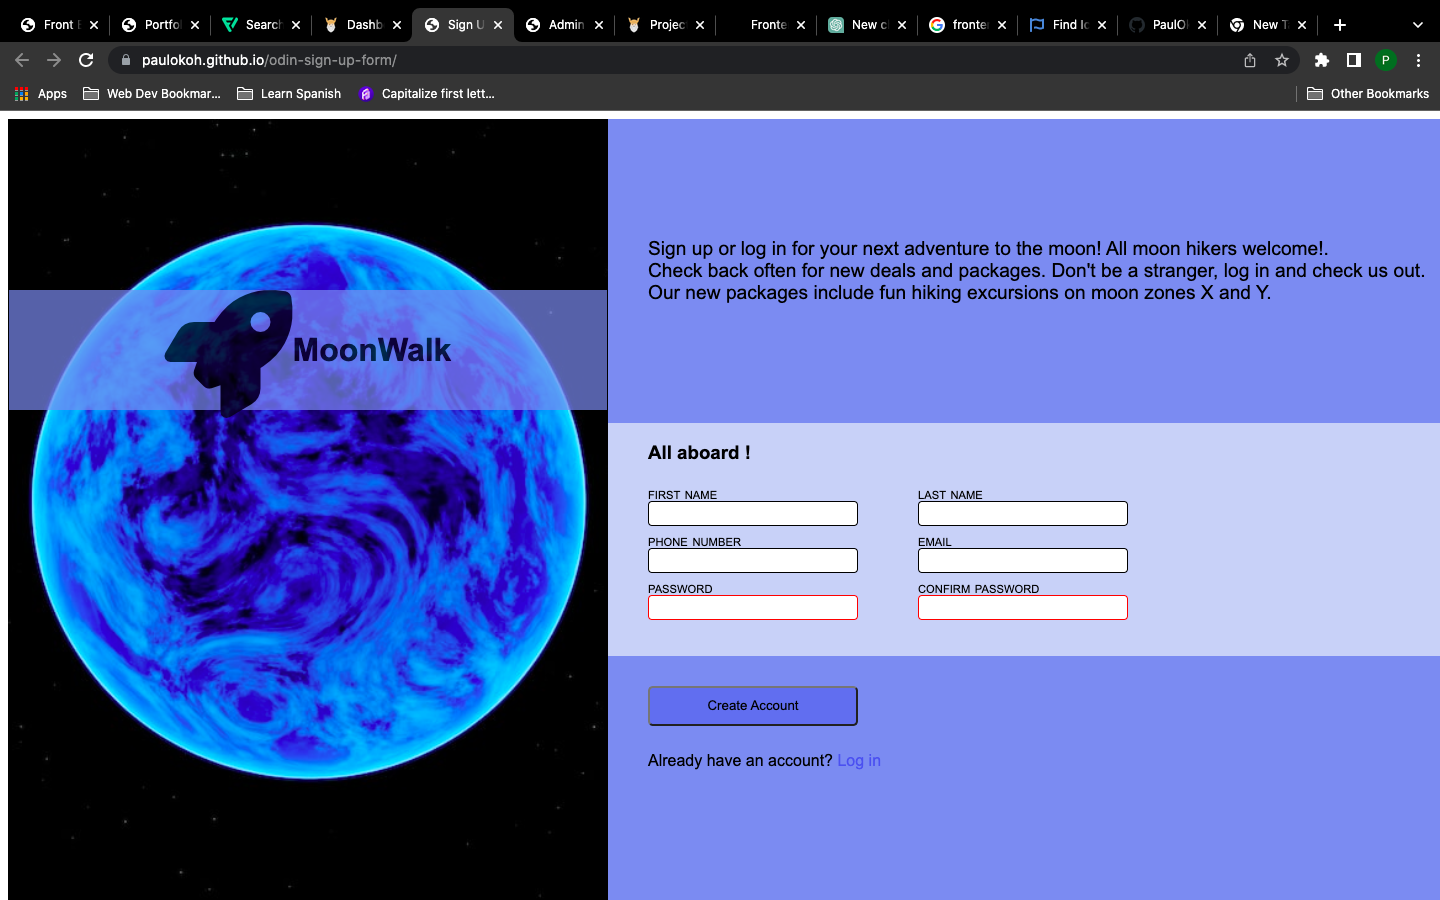 Front E
Portfol
Search
Dashb
Sign U
Admin
Project
Fronte
New c
fronte
Find Ic
PaulO
New T
paulokoh.github.io/odin-sign-up-form/
P
Apps
Web Dev Bookmar...
Learn Spanish
Capitalize first lett...
Other Bookmarks
MoonWalk
Sign up or log in for your next adventure to the moon! All moon hikers welcome!.
Check back often for new deals and packages. Don't be a stranger, log in and check us out.
Our new packages include fun hiking excursions on moon zones X and Y.
All aboard !
FIRST NAME
LAST NAME
PHONE NUMBER
EMAIL
PASSWORD
CONFIRM PASSWORD
Create Account
Already have an account? Log in